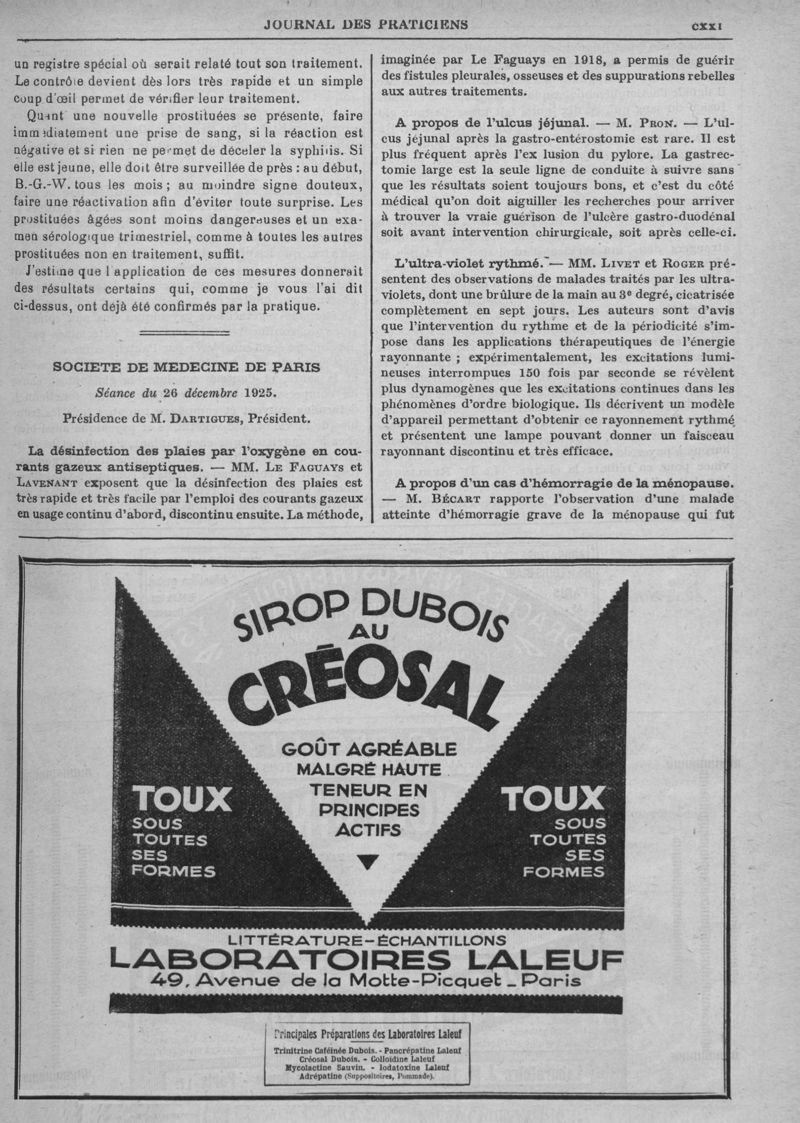 JOURNAL DES PRATICIENS
CXXI
un registre spécial où serait relaté tout son traitement.
Le contrôle devient dès lors très rapide et un simple
coup d'œil permet de vérifier leur traitement.
Quant une nouvelle prostituées se présente, faire
immédiatement une prise de sang, si la réaction est
négative et si rien ne permet de déceler la syphilis. Si
elle est jeune, elle doit être surveillée de près : au début,
B.-G.-W. tous les mois ; au moindre signe douteux,
faire une réactivation afin d'éviter toute surprise. Les
prostituées âgées sont moins dangereuses et un exa-
men sérologique trimestriel, comme à toutes les autres
prostituées non en traitement, suffit.
J'estime que l application de ces mesures donnerait
des résultats certains qui, comme je vous l'ai dit
ci-dessus, ont déjà été confirmés par la pratique.
SOCIETE DE MEDECINE DE PARIS
Séance du 26 décembre 1925.
Présidence de M. DARTIGUES, Président.
La désinfection des plaies par l'oxygène en cou-
rants gazeux antiseptiques. — MM. LE FAGUAYS et
LAVENANT exposent que la désinfection des plaies est
très rapide et très facile par l'emploi des courants gazeux
en usage continu d'abord, discontinu ensuite. La méthode,
imaginée par Le Faguays en 1918, a permis de guérir
des fistules pleurales, osseuses et des suppurations rebelles
aux autres traitements.
A propos de l'ulcus jéjunal. — M. PRON. — L'ul-
cus jejunal après la gastro-entérostomie est rare. Il est
plus fréquent après l'ex lusion du pylore. La gastrec-
tomie large est la seule ligne de conduite à suivre sans
que les résultats soient toujours bons, et c'est du côté
médical qu'on doit aiguiller les recherches pour arriver
à trouver la vraie guérison de l'ulcère gastro-duodénal
soit avant intervention chirurgicale, soit après celle-ci.
L'ultra-violet rythmé. — MM. LIVET et ROGER pré-
sentent des observations de malades traités par les ultra-
violets, dont une brûlure de la main au 3e degré, cicatrisée
complètement en sept jours. Les auteurs sont d'avis
que l'intervention du rythme et de la périodicité s'im-
pose dans les applications thérapeutiques de l'énergie
rayonnante ; expérimentalement, les excitations lumi-
neuses interrompues 150 fois par seconde se révèlent
plus dynamogènes que les excitations continues dans les
phénomènes d'ordre biologique. Ils décrivent un modèle
d'appareil permettant d'obtenir ce rayonnement rythmé
et présentent une lampe pouvant donner un faisceau
rayonnant discontinu et très efficace.
A propos d'un cas d'hémorragie de la ménopause.
— M. BÉCART rapporte l'observation d'une malade
atteinte d'hémorragie grave de la ménopause qui fut
SIROP DUBOIS
AU
CRÉOSAL
GOÛT AGRÉABLE
MALGRÉ HAUTE
TENEUR EN
PRINCIPES
ACTIFS
TOUX
SOUS
TOUTES
SES
FORMES
TOUX
SOUS
TOUTES
SES
FORMES
LITTÉRATURE-ÉCHANTILLONS
LABORATOIRES LALEUF
49, Avenue de la Motte-Picquet _ Paris
Principales Préparations des Laboratoires Laleuf
Trinitrine Caféinée Dubois. - Pancrépatine Laleuf
Créosal Dubois. - Colloïdine Laleuf
Mycolactine Sauvin. - Iodatoxine Laleuf
Adrépatine (Suppositoires, Pommade).